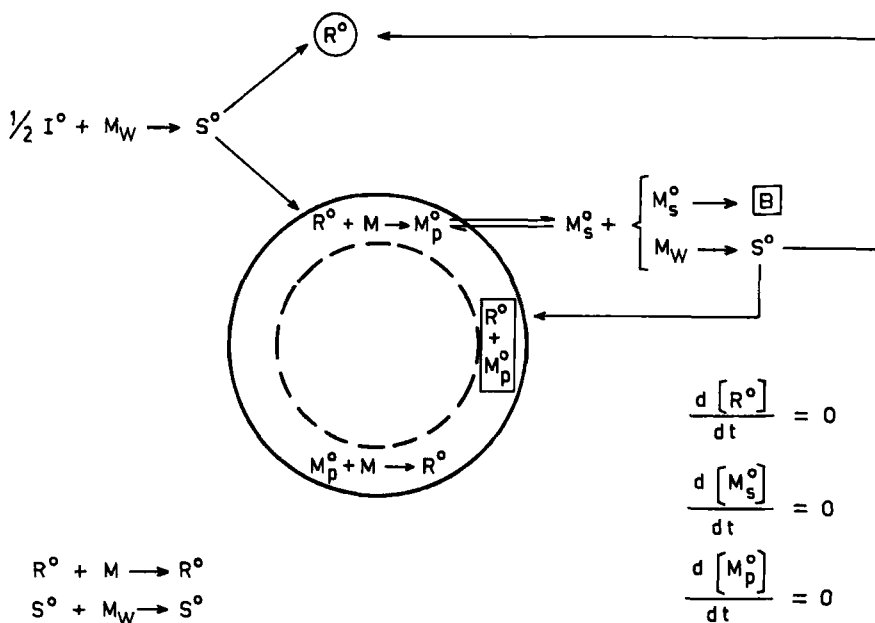 R°
½ I° + M_W → S°
R° + M → M_p° ⇌ M_s° + { M_s° → B
M_W → S°
R°
+
M_p°
d [R°] / dt = 0
M_p° + M → R°
d [M_s°] / dt = 0
R° + M → R°
d [M_p°] / dt = 0
S° + M_W → S°